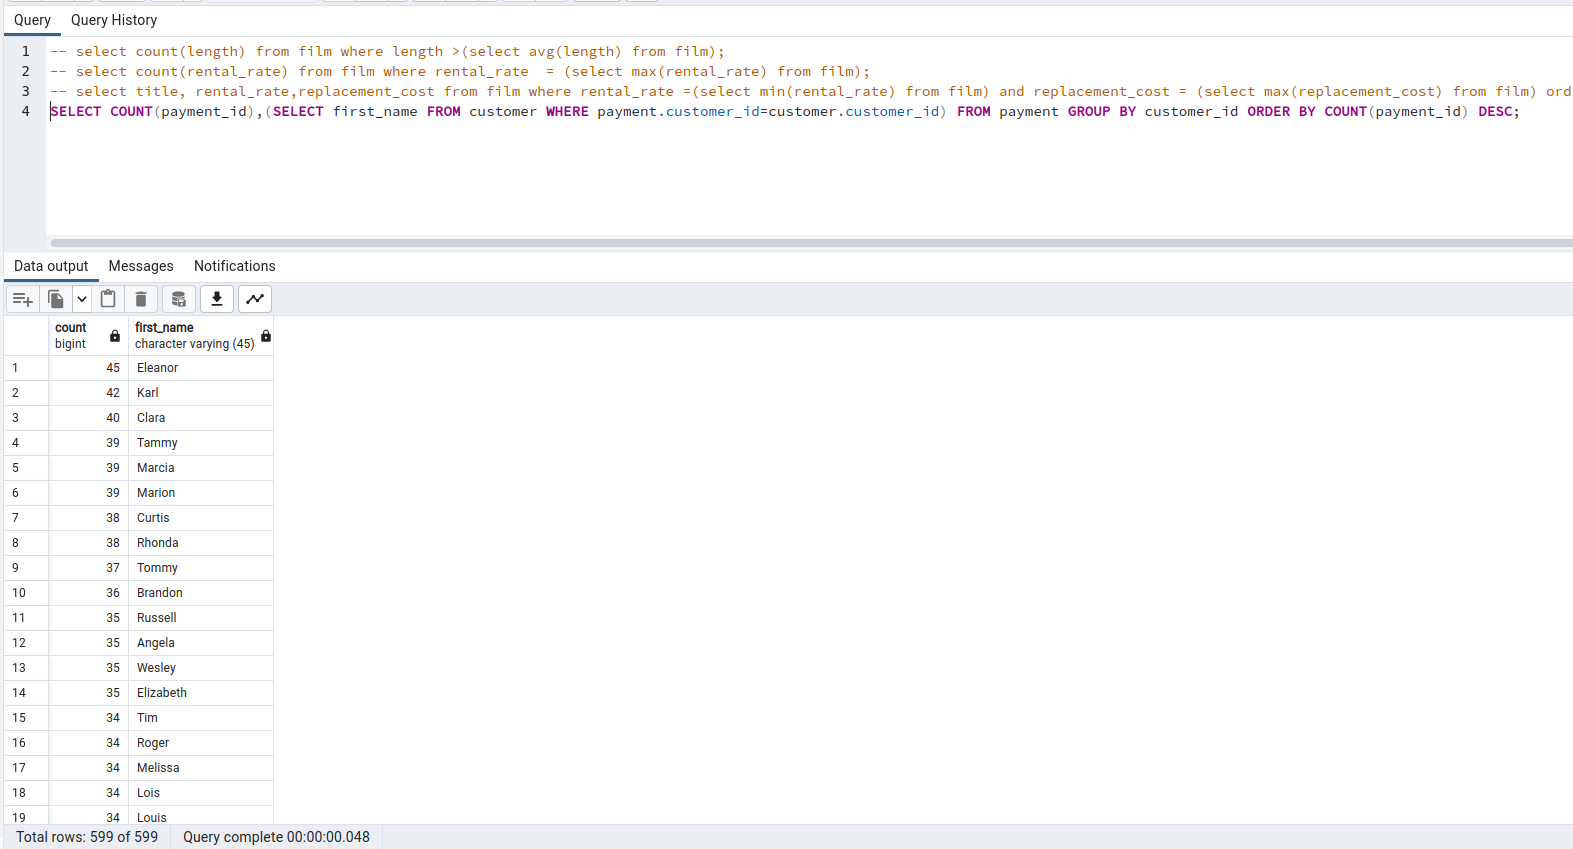 Query Query History
1 -- select count(length) from film where length >(select avg(length) from film);
2 -- select count(rental_rate) from film where rental_rate  = (select max(rental_rate) from film);
3 -- select title, rental_rate,replacement_cost from film where rental_rate =(select min(rental_rate) from film) and replacement_cost = (select max(replacement_cost) from film) ord
4 SELECT COUNT(payment_id),(SELECT first_name FROM customer WHERE payment.customer_id=customer.customer_id) FROM payment GROUP BY customer_id ORDER BY COUNT(payment_id) DESC;
Data output Messages Notifications
count first_name
bigint character varying (45)
1 45 Eleanor
2 42 Karl
3 40 Clara
4 39 Tammy
5 39 Marcia
6 39 Marion
7 38 Curtis
8 38 Rhonda
9 37 Tommy
10 36 Brandon
11 35 Russell
12 35 Angela
13 35 Wesley
14 35 Elizabeth
15 34 Tim
16 34 Roger
17 34 Melissa
18 34 Lois
19 34 Louis
Total rows: 599 of 599 Query complete 00:00:00.048